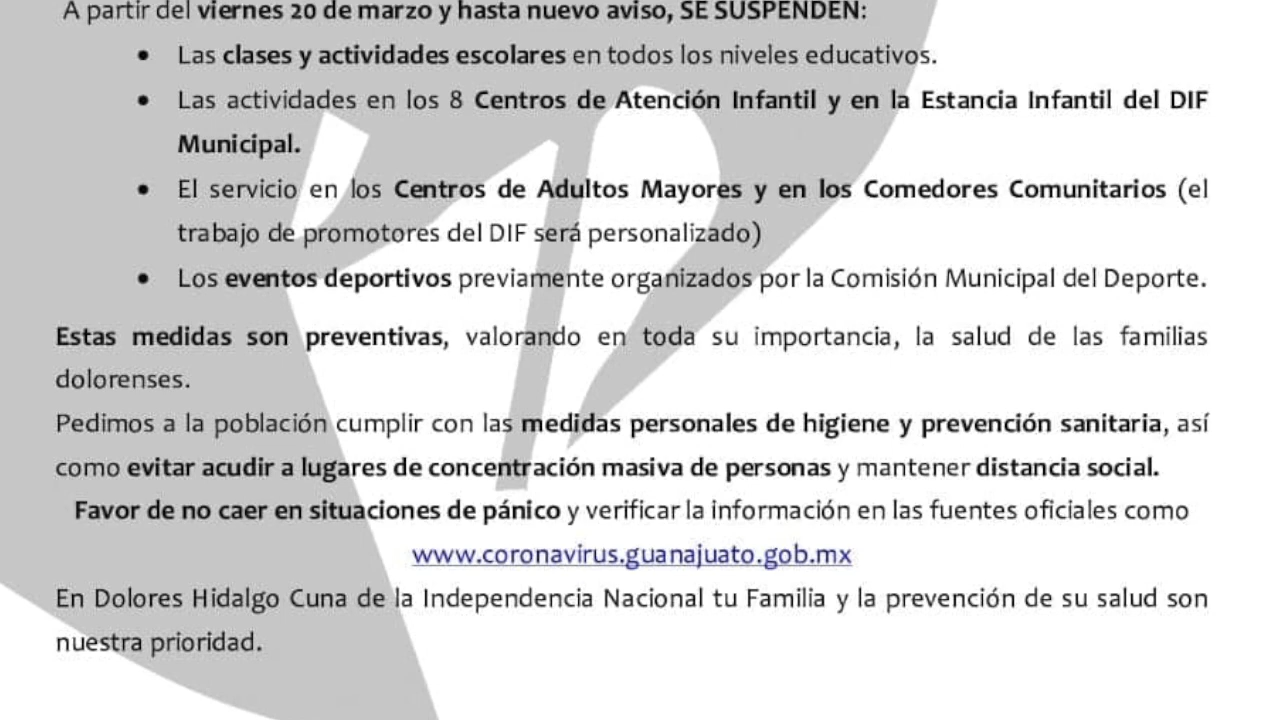 A partir del viernes 20 de marzo y hasta nuevo aviso, SE SUSPENDEN:
• Las clases y actividades escolares en todos los niveles educativos.
• Las actividades en los 8 Centros de Atención Infantil y en la Estancia Infantil del DIF
Municipal.
• El servicio en los Centros de Adultos Mayores y en los Comedores Comunitarios (el
trabajo de promotores del DIF será personalizado)
• Los eventos deportivos previamente organizados por la Comisión Municipal del Deporte.
Estas medidas son preventivas, valorando en toda su importancia, la salud de las familias
dolorenses.
Pedimos a la población cumplir con las medidas personales de higiene y prevención sanitaria, así
como evitar acudir a lugares de concentración masiva de personas y mantener distancia social.
Favor de no caer en situaciones de pánico y verificar la información en las fuentes oficiales como
www.coronavirus.guanajuato.gob.mx
En Dolores Hidalgo Cuna de la Independencia Nacional tu Familia y la prevención de su salud son
nuestra prioridad.